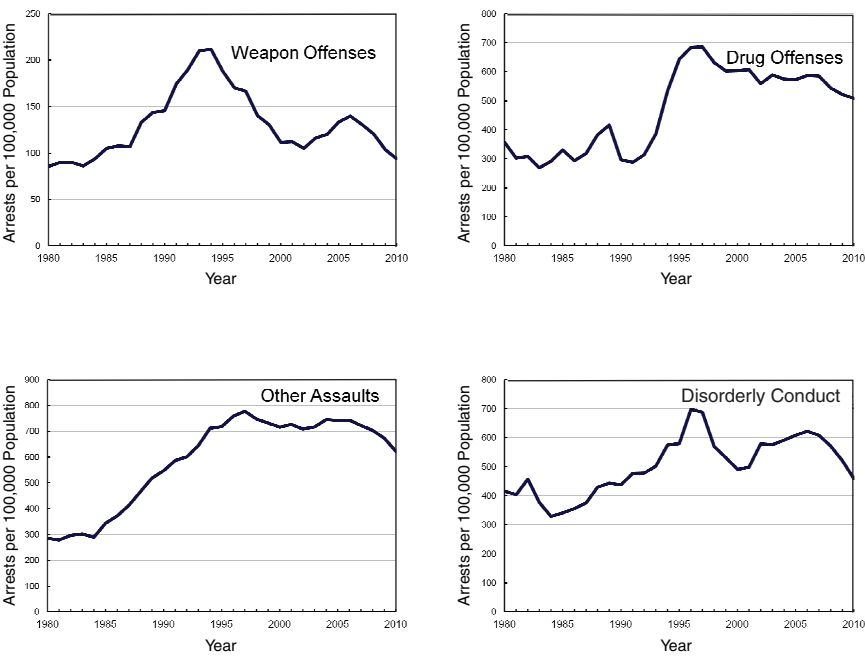 Weapon Offenses
Arrests per 100,000 Population
250
200
150
100
50
0
1980 1985 1990 1995 2000 2005 2010
Year
Drug Offenses
Arrests per 100,000 Population
800
700
600
500
400
300
200
100
0
1980 1985 1990 1995 2000 2005 2010
Year
Other Assaults
Arrests per 100,000 Population
900
800
700
600
500
400
300
200
100
0
1980 1985 1990 1995 2000 2005 2010
Year
Disorderly Conduct
Arrests per 100,000 Population
800
700
600
500
400
300
200
100
0
1980 1985 1990 1995 2000 2005 2010
Year